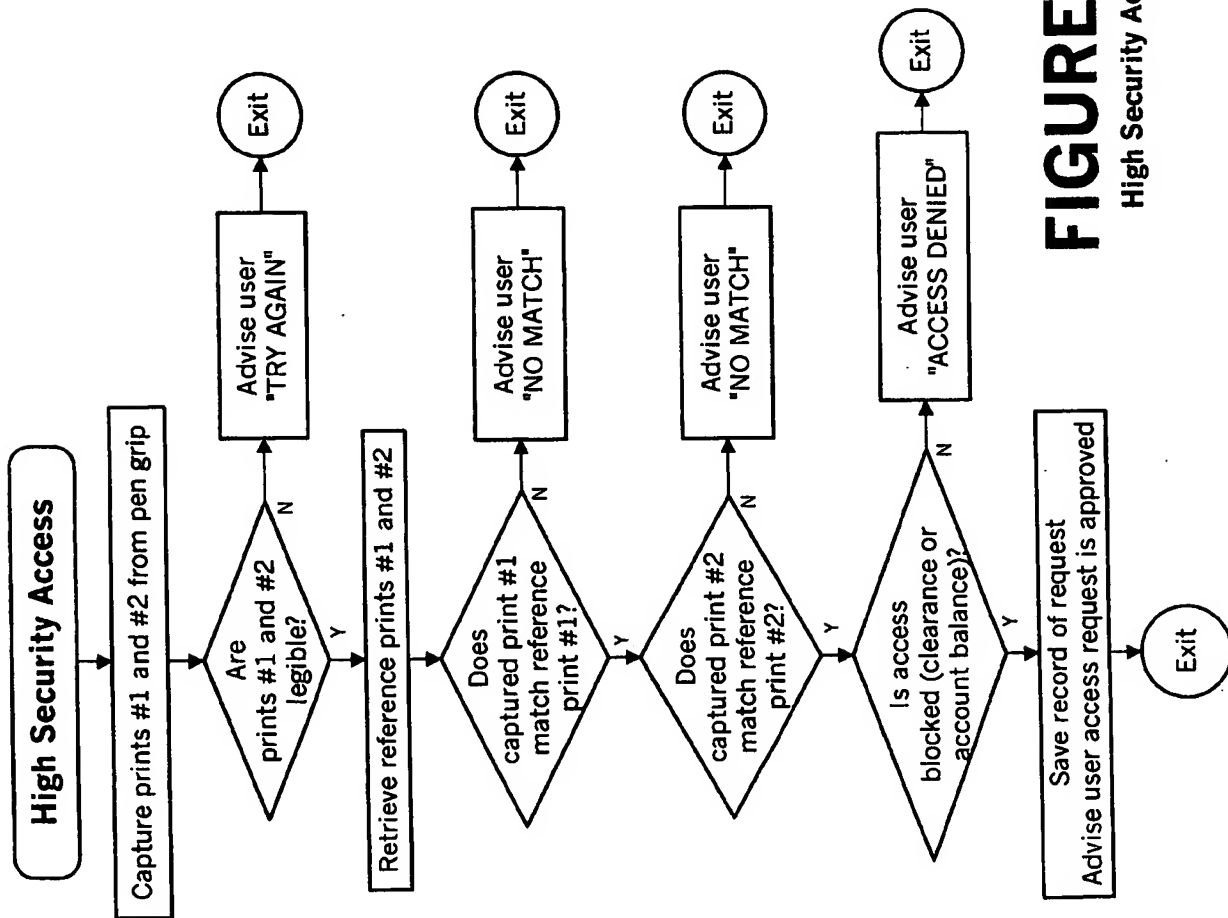 High Security Access
Capture prints #1 and #2 from pen grip
Are
prints #1 and #2
legible?
N
Advise user
"TRY AGAIN"
Exit
Y
Retrieve reference prints #1 and #2
Does
captured print #1
match reference
print #1?
N
Advise user
"NO MATCH"
Exit
Y
Does
captured print #2
match reference
print #2?
N
Advise user
"NO MATCH"
Exit
Y
Is access
blocked (clearance or
account balance)?
N
Advise user
"ACCESS DENIED"
Exit
Y
Save record of request
Advise user access request is approved
Exit
FIGURE
High Security